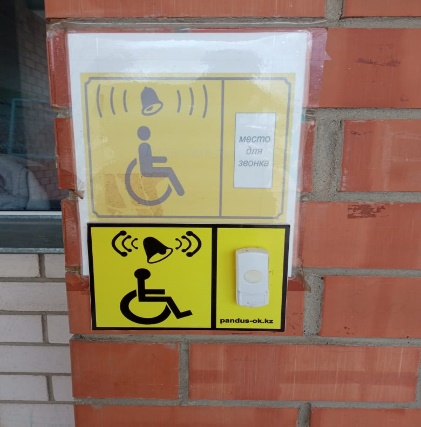 место
для
звонка
pandus-ok.kz